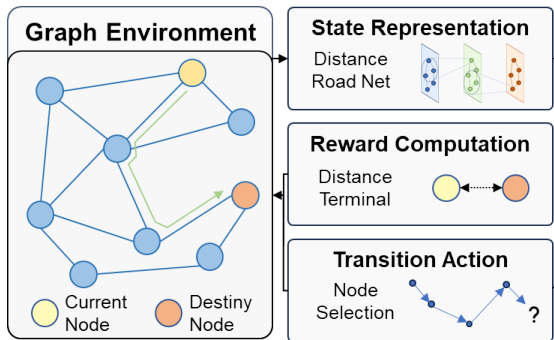 Graph Environment
Current
Node
Destiny
Node
State Representation
Distance
Road Net
Reward Computation
Distance
Terminal
Transition Action
Node
Selection
?